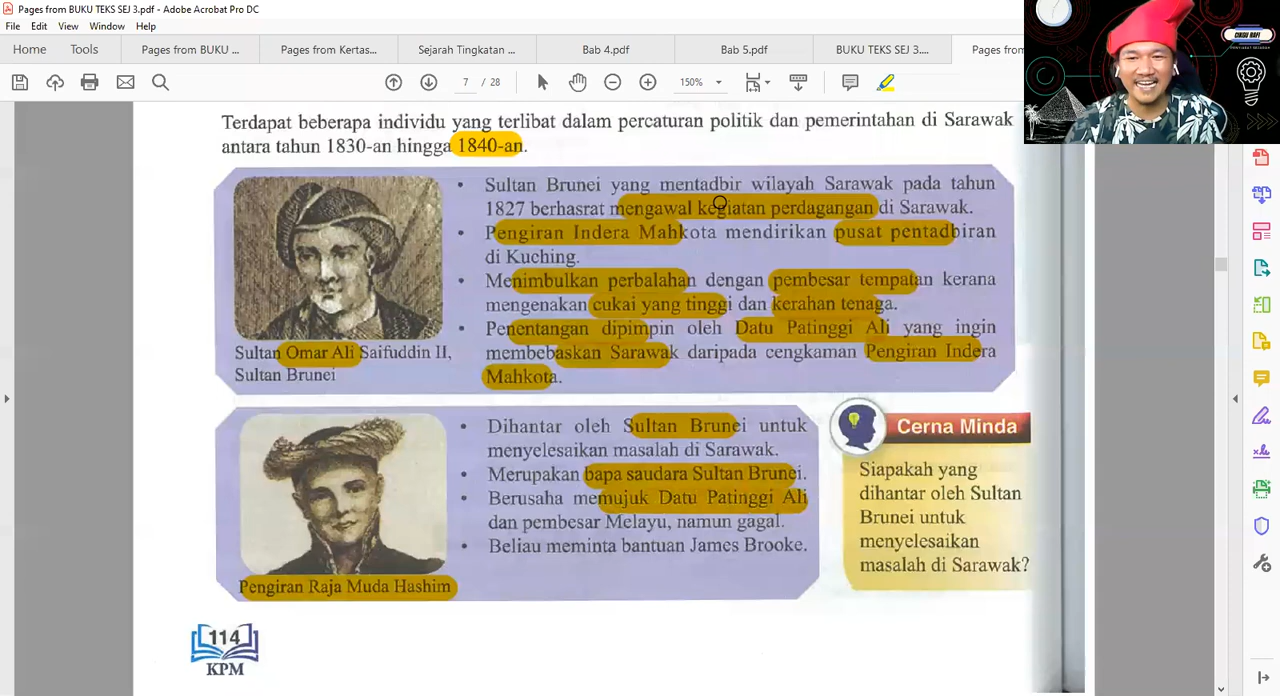 Pages from BUKU TEKS SEJ 3.pdf - Adobe Acrobat Pro DC
File Edit View Window Help
Home Tools Pages from BUKU ... Pages from Kertas... Sejarah Tingkatan ... Bab 4.pdf Bab 5.pdf BUKU TEKS SEJ 3.... Pages from
7 / 28 150%
CIKGU RAFI
Terdapat beberapa individu yang terlibat dalam percaturan politik dan pemerintahan di Sarawak
antara tahun 1830-an hingga 1840-an.
• Sultan Brunei yang mentadbir wilayah Sarawak pada tahun
1827 berhasrat mengawal kegiatan perdagangan di Sarawak.
• Pengiran Indera Mahkota mendirikan pusat pentadbiran
di Kuching.
• Menimbulkan perbalahan dengan pembesar tempatan kerana
mengenakan cukai yang tinggi dan kerahan tenaga.
• Penentangan dipimpin oleh Datu Patinggi Ali yang ingin
membebaskan Sarawak daripada cengkaman Pengiran Indera
Mahkota.
Sultan Omar Ali Saifuddin II,
Sultan Brunei
• Dihantar oleh Sultan Brunei untuk
menyelesaikan masalah di Sarawak.
• Merupakan bapa saudara Sultan Brunei.
• Berusaha memujuk Datu Patinggi Ali
dan pembesar Melayu, namun gagal.
• Beliau meminta bantuan James Brooke.
Pengiran Raja Muda Hashim
Cerna Minda
Siapakah yang
dihantar oleh Sultan
Brunei untuk
menyelesaikan
masalah di Sarawak?
114
KPM